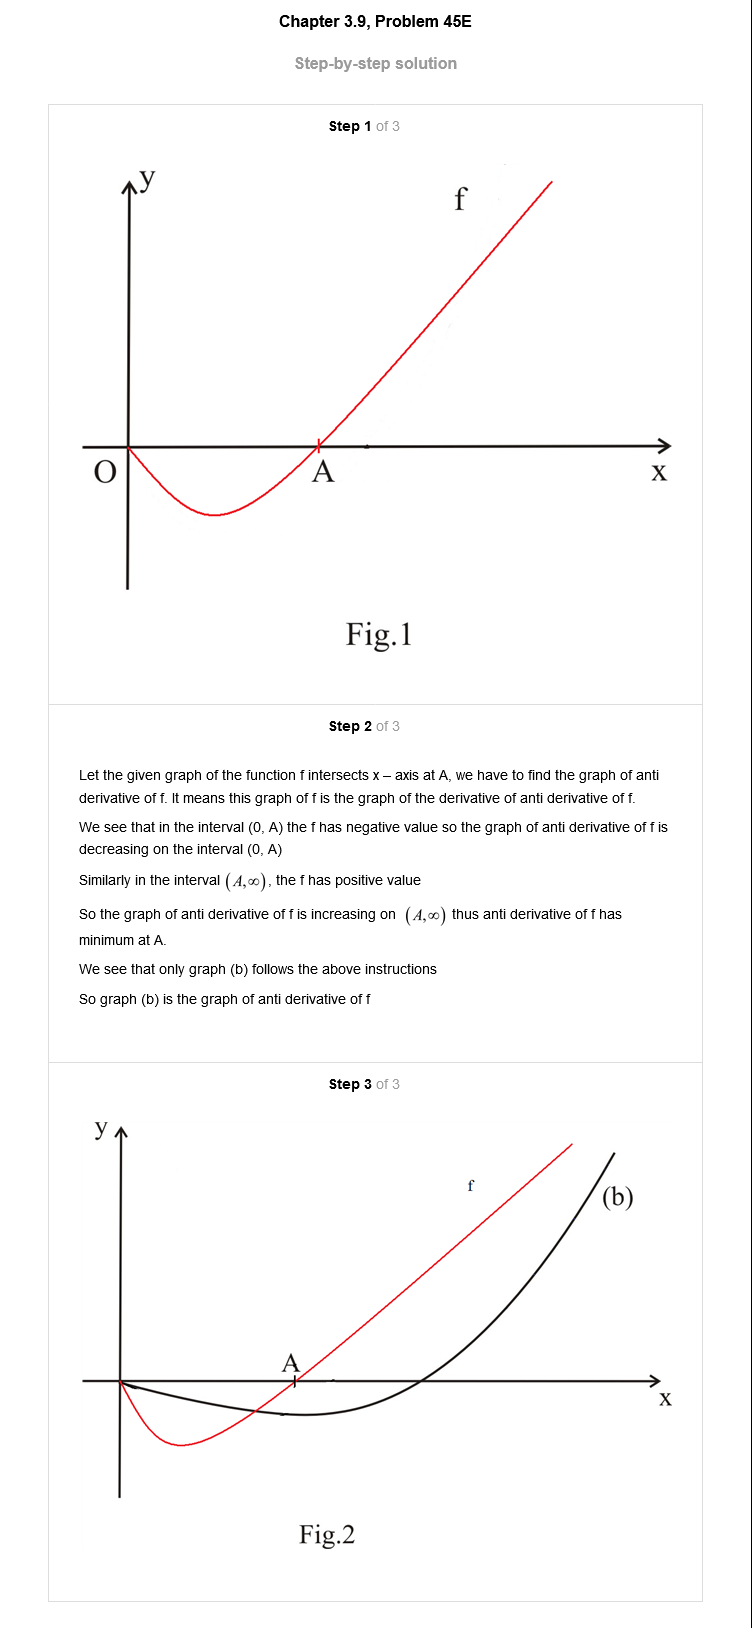 Chapter 3.9, Problem 45E
Step-by-step solution
Step 1 of 3
y
f
O
A
x
Fig.1
Step 2 of 3
Let the given graph of the function f intersects x – axis at A, we have to find the graph of anti
derivative of f. It means this graph of f is the graph of the derivative of anti derivative of f.
We see that in the interval (0, A) the f has negative value so the graph of anti derivative of f is
decreasing on the interval (0, A)
Similarly in the interval (A,∞), the f has positive value
So the graph of anti derivative of f is increasing on (A,∞) thus anti derivative of f has
minimum at A.
We see that only graph (b) follows the above instructions
So graph (b) is the graph of anti derivative of f
Step 3 of 3
y
f
(b)
A
x
Fig.2